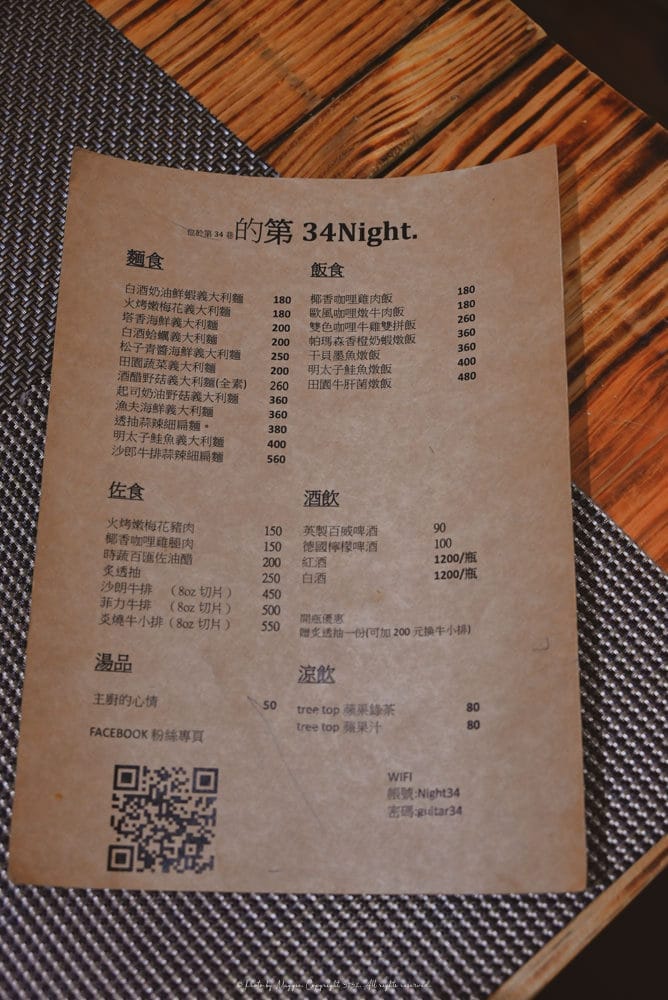 位於第 34 巷的第 34Night.
麵食
白酒奶油鮮蝦義大利麵 180
火烤嫩梅花義大利麵 180
塔香海鮮義大利麵 200
白酒蛤蠣義大利麵 200
松子青醬海鮮義大利麵 250
田園蔬菜義大利麵 200
酒醋野菇義大利麵(全素) 260
起司奶油野菇義大利麵 360
漁夫海鮮義大利麵 360
透抽蒜辣細扁麵。 380
明太子鮭魚義大利麵 400
沙郎牛排蒜辣細扁麵 560
飯食
椰香咖哩雞肉飯 180
歐風咖哩燉牛肉飯 180
雙色咖哩牛雞雙拼飯 260
帕瑪森香橙奶蝦燉飯 360
干貝墨魚燉飯 360
明太子鮭魚燉飯 400
田園牛肝菌燉飯 480
佐食
火烤嫩梅花豬肉 150
椰香咖哩雞腿肉 150
時蔬百匯佐油醋 200
炙透抽 250
沙朗牛排 (8oz 切片) 450
菲力牛排 (8oz 切片) 500
炎燒牛小排 (8oz 切片) 550
酒飲
英製百威啤酒 90
德國檸檬啤酒 100
紅酒 1200/瓶
白酒 1200/瓶
開瓶優惠
贈炙透抽一份(可加 200 元換牛小排)
湯品
主廚的心情 50
涼飲
tree top 蘋果綠茶 80
tree top 蘋果汁 80
FACEBOOK 粉絲專頁
WIFI
帳號:Night34
密碼:guitar34